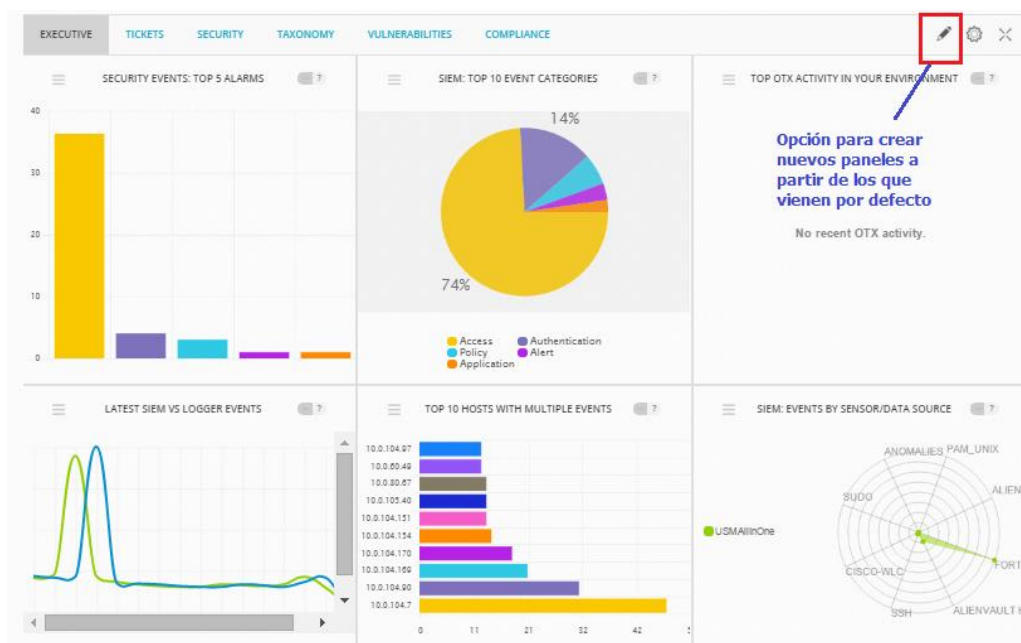 EXECUTIVE TICKETS SECURITY TAXONOMY VULNERABILITIES COMPLIANCE
SECURITY EVENTS: TOP 5 ALARMS ?
40
30
20
10
0
SIEM: TOP 10 EVENT CATEGORIES ?
14%
74%
Access Authentication
Policy Alert
Application
TOP OTX ACTIVITY IN YOUR ENVIRONMENT ?
Opción para crear
nuevos paneles a
partir de los que
vienen por defecto
No recent OTX activity.
LATEST SIEM VS LOGGER EVENTS ?
TOP 10 HOSTS WITH MULTIPLE EVENTS ?
10.0.104.97
10.0.60.49
10.0.80.67
10.0.105.40
10.0.104.151
10.0.104.154
10.0.104.170
10.0.104.169
10.0.104.90
10.0.104.7
0 11 21 32 42
SIEM: EVENTS BY SENSOR/DATA SOURCE ?
USMAllInOne
ANOMALIES PAM_UNIX
SUDO ALIEN
CISCO-WLC FORT
SSH ALIENVAULT H